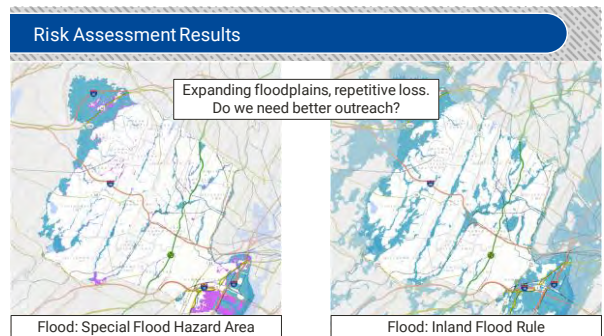 Risk Assessment Results
Expanding floodplains, repetitive loss.
Do we need better outreach?
Flood: Special Flood Hazard Area
Flood: Inland Flood Rule